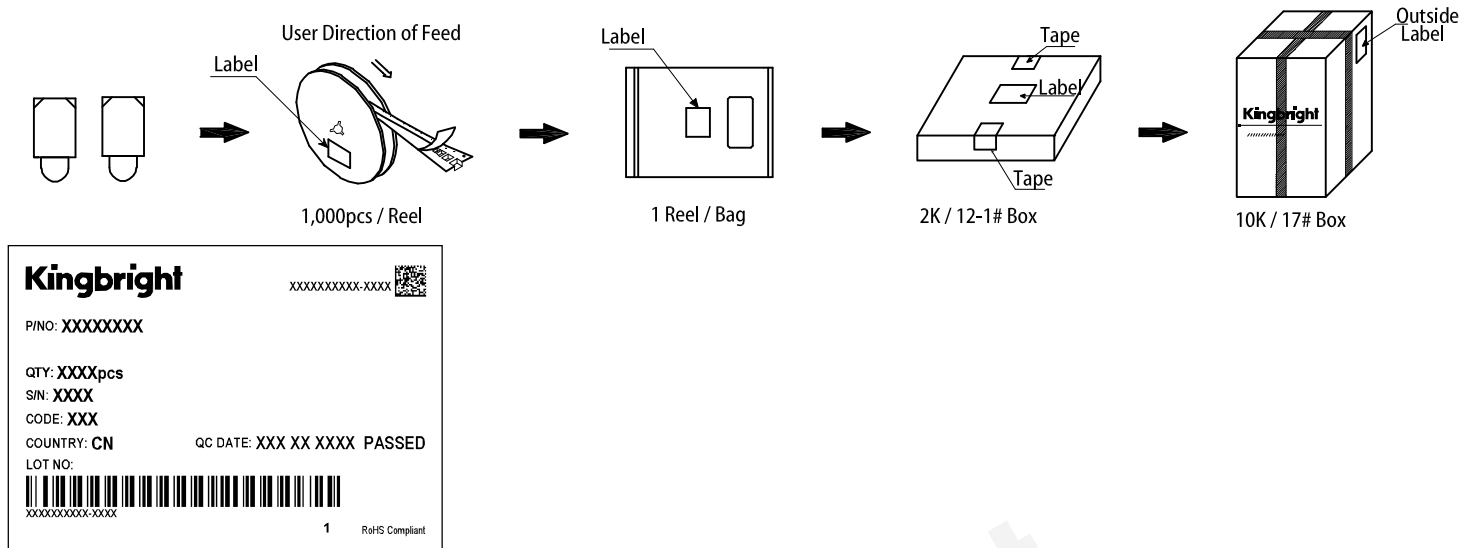 User Direction of Feed
Label
1,000pcs / Reel
Label
1 Reel / Bag
Tape
Label
Tape
2K / 12-1# Box
Outside
Label
Kingbright
10K / 17# Box
Kingbright
XXXXXXXXXX-XXXX
P/NO: XXXXXXXX
QTY: XXXXpcs
S/N: XXXX
CODE: XXX
COUNTRY: CN QC DATE: XXX XX XXXX PASSED
LOT NO:
XXXXXXXXXX-XXXX
1 RoHS Compliant